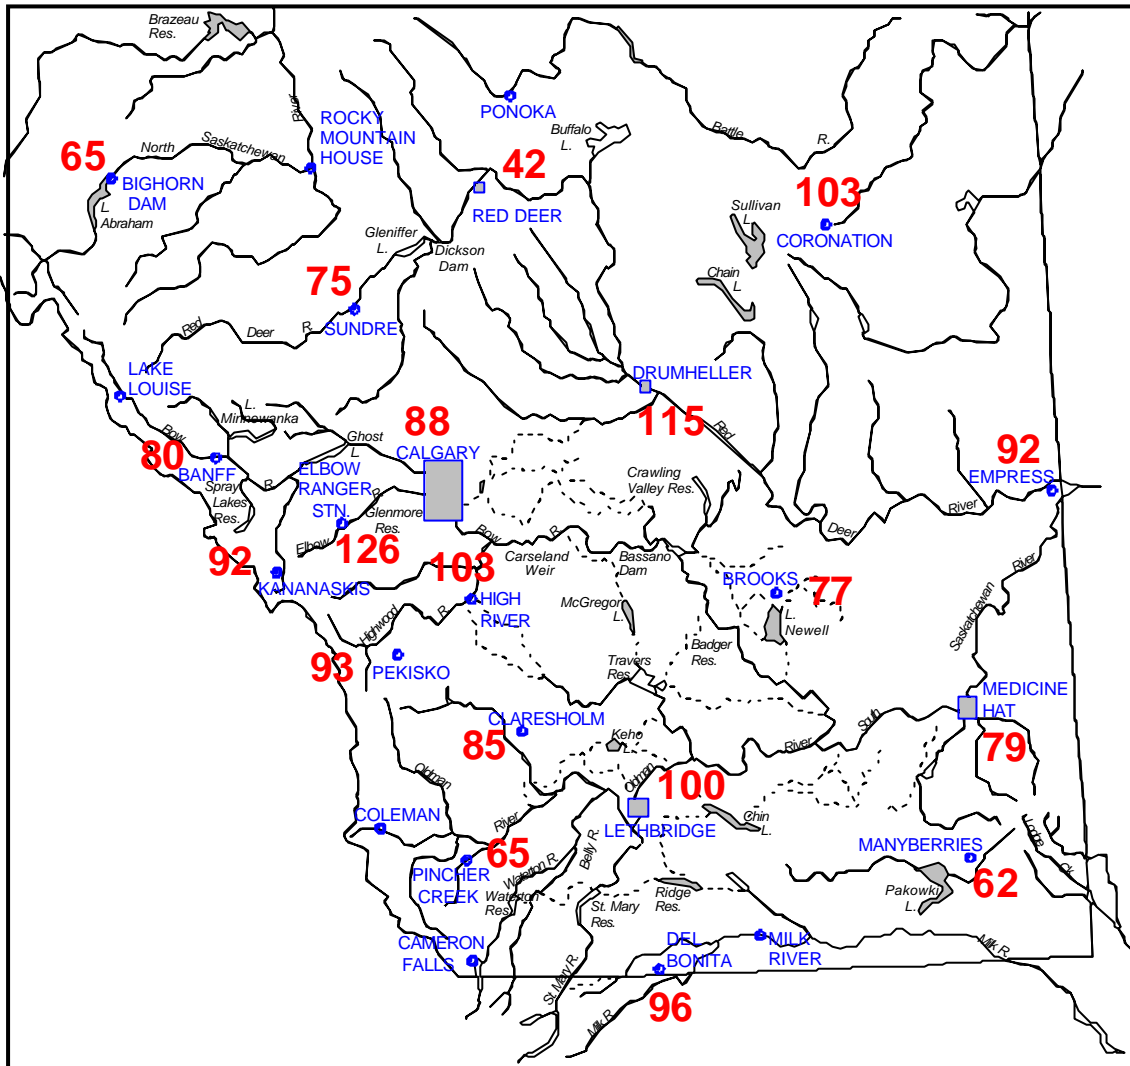 Brazeau
Res.
River
ROCKY
MOUNTAIN
HOUSE
PONOKA
Buffalo
L.
Battle
R.
65
North
Saskatchewan
BIGHORN
DAM
L.
Abraham
42
RED DEER
103
Sullivan
L.
CORONATION
Gleniffer
L.
Dickson
Dam
Chain
L.
75
SUNDRE
Red
Deer
R.
LAKE
LOUISE
DRUMHELLER
115
Red
L.
Minnewanka
Bow
80
BANFF
Ghost
L
88
CALGARY
R.
ELBOW
RANGER
STN.
R.
Spray
Lakes
Res.
Glenmore
Res.
Crawling
Valley Res.
92
EMPRESS
River
Deer
Elbow
126
Bow
R.
Carseland
Weir
Bassano
Dam
92
KANANASKIS
103
HIGH
RIVER
BROOKS
77
River
McGregor
L.
L.
Newell
Highwood
R.
Saskatchewan
93
PEKISKO
Badger
Res.
Travers
Res.
MEDICINE
HAT
79
CLARESHOLM
85
Keho
L.
River
South
Oldman
Oldman
100
LETHBRIDGE
Chin
L.
COLEMAN
River
65
PINCHER
CREEK
Belly R.
Waterton R.
Waterton
Res.
MANYBERRIES
62
Lodge
Ck.
Pakowki
L.
Ridge
Res.
St. Mary
Res.
CAMERON
FALLS
DEL
BONITA
MILK
RIVER
Milk R.
St. Mary R.
96
Milk R.